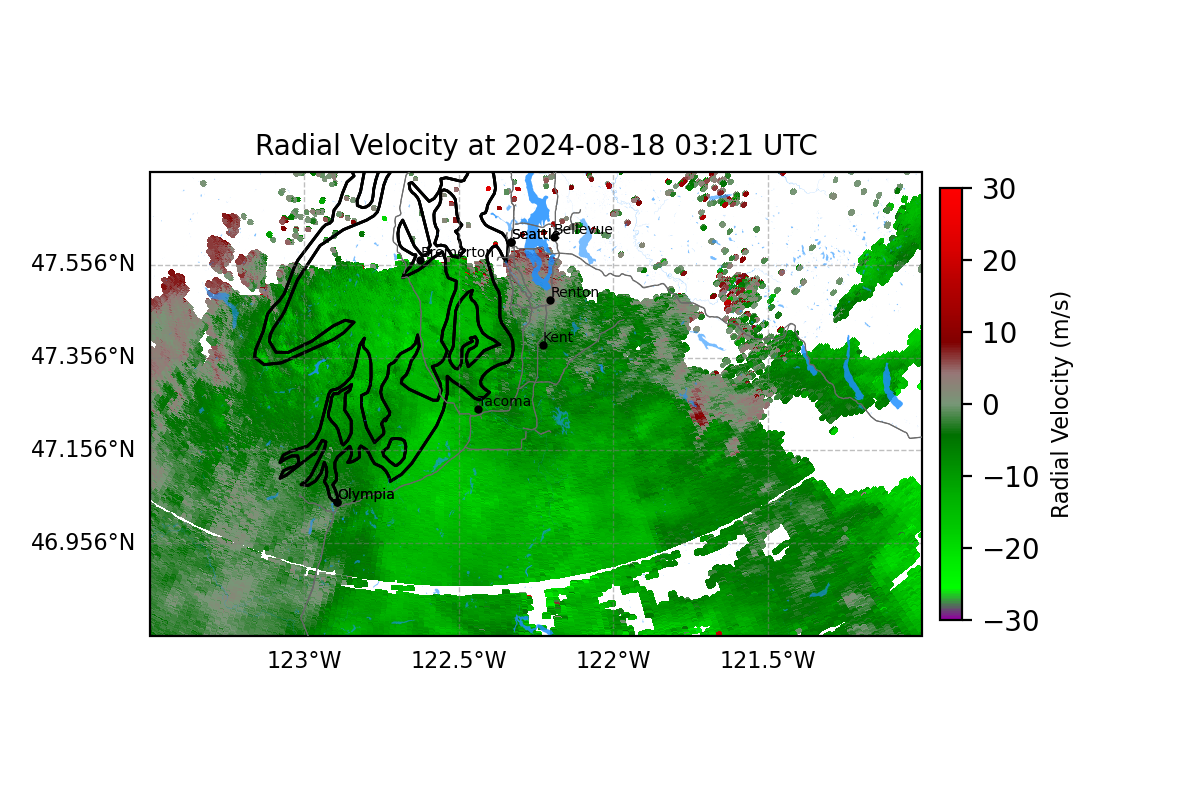 Radial Velocity at 2024-08-18 03:21 UTC
30
20
10
0
−10
−20
−30
Radial Velocity (m/s)
47.556°N
47.356°N
47.156°N
46.956°N
123°W
122.5°W
122°W
121.5°W
Seattle
Bellevue
Bremerton
Renton
Kent
Tacoma
Olympia